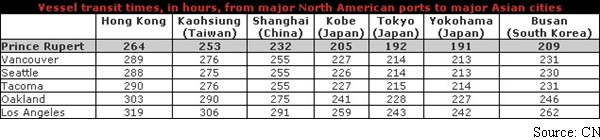 Vessel transit times, in hours, from major North American ports to major Asian cities
Hong Kong Kaohsiung (Taiwan) Shanghai (China) Kobe (Japan) Tokyo (Japan) Yokohama (Japan) Busan (South Korea)
Prince Rupert 264 253 232 205 192 191 209
Vancouver 289 276 255 227 214 213 231
Seattle 288 275 255 226 214 213 230
Tacoma 290 276 255 227 214 213 231
Oakland 303 290 275 241 228 227 246
Los Angeles 319 306 291 259 243 242 262
Source: CN